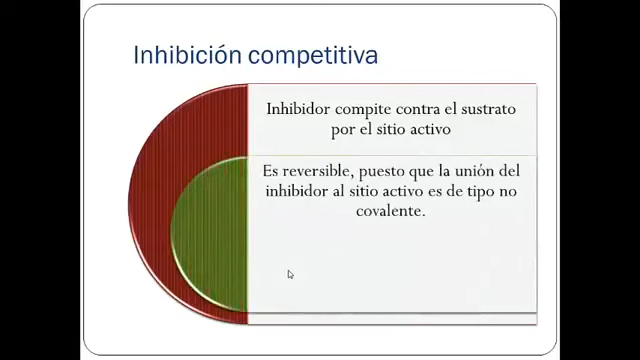 Inhibición competitiva
Inhibidor compite contra el sustrato
por el sitio activo
Es reversible, puesto que la unión del
inhibidor al sitio activo es de tipo no
covalente.